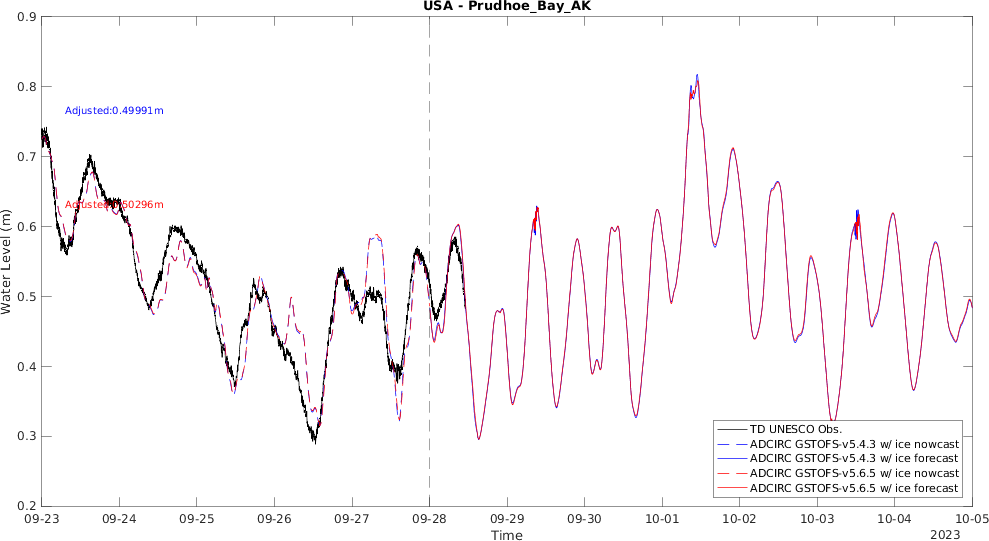 USA - Prudhoe_Bay_AK
0.9
0.8
0.7
0.6
0.5
0.4
0.3
0.2
Water Level (m)
Adjusted:0.49991m
Adjusted:0.50296m
TD UNESCO Obs.
ADCIRC GSTOFS-v5.4.3 w/ ice nowcast
ADCIRC GSTOFS-v5.4.3 w/ ice forecast
ADCIRC GSTOFS-v5.6.5 w/ ice nowcast
ADCIRC GSTOFS-v5.6.5 w/ ice forecast
09-23 09-24 09-25 09-26 09-27 09-28 09-29 09-30 10-01 10-02 10-03 10-04 10-05
Time
2023